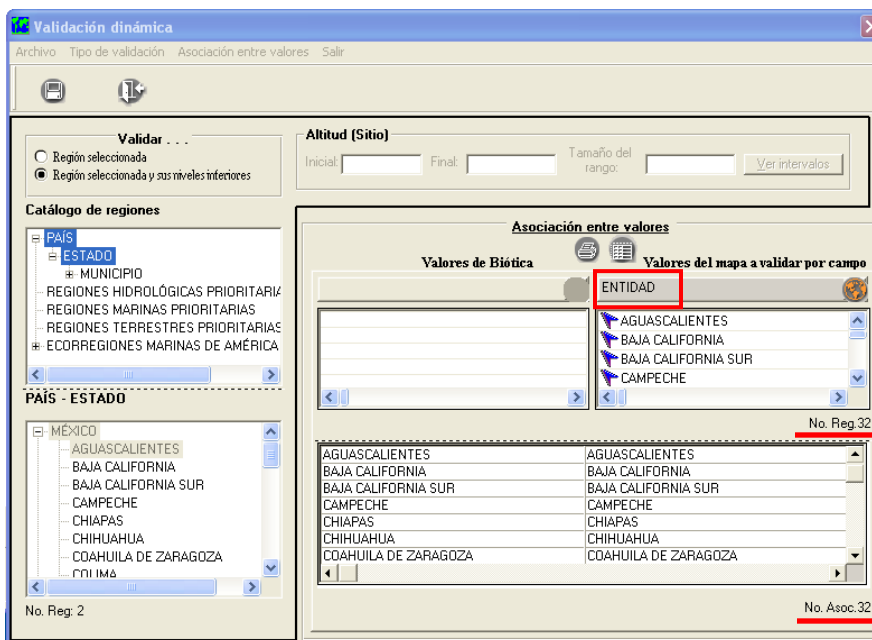 Validación dinámica
Archivo Tipo de validación Asociación entre valores Salir
Validar . . .
Región seleccionada
Región seleccionada y sus niveles inferiores
Altitud (Sitio)
Inicial: Final: Tamaño del rango: Ver intervalos
Catálogo de regiones
PAÍS
ESTADO
MUNICIPIO
REGIONES HIDROLÓGICAS PRIORITARIA
REGIONES MARINAS PRIORITARIAS
REGIONES TERRESTRES PRIORITARIAS
ECORREGIONES MARINAS DE AMÉRICA
PAÍS - ESTADO
MÉXICO
AGUASCALIENTES
BAJA CALIFORNIA
BAJA CALIFORNIA SUR
CAMPECHE
CHIAPAS
CHIHUAHUA
COAHUILA DE ZARAGOZA
COLIMA
No. Reg: 2
Asociación entre valores
Valores de Biótica Valores del mapa a validar por campo
ENTIDAD
AGUASCALIENTES
BAJA CALIFORNIA
BAJA CALIFORNIA SUR
CAMPECHE
No. Reg.32
AGUASCALIENTES AGUASCALIENTES
BAJA CALIFORNIA BAJA CALIFORNIA
BAJA CALIFORNIA SUR BAJA CALIFORNIA SUR
CAMPECHE CAMPECHE
CHIAPAS CHIAPAS
CHIHUAHUA CHIHUAHUA
COAHUILA DE ZARAGOZA COAHUILA DE ZARAGOZA
No. Asoc.32